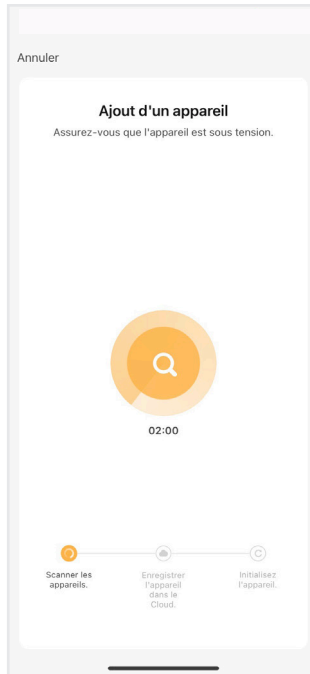 Annuler
Ajout d'un appareil
Assurez-vous que l'appareil est sous tension.
02:00
Scanner les
appareils.
Enregistrer
l'appareil
dans le
Cloud.
Initialisez
l'appareil.